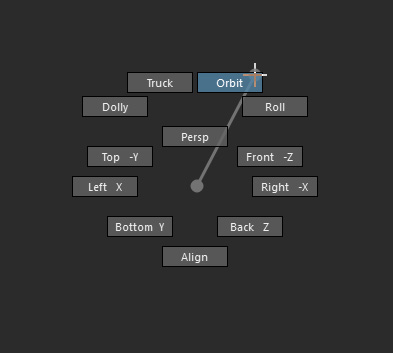 Truck Orbit
Dolly Roll
Persp
Top -Y Front -Z
Left X Right -X
Bottom Y Back Z
Align